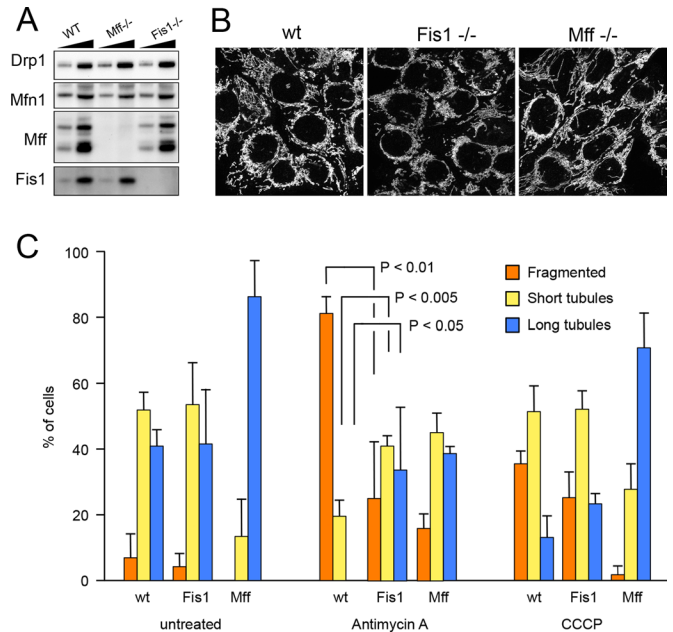 A
WT
Mff-/-
Fis1-/-
Drp1
Mfn1
Mff
Fis1
B
wt
Fis1 -/-
Mff -/-
C
% of cells
100
80
60
40
20
0
P < 0.01
P < 0.005
P < 0.05
Fragmented
Short tubules
Long tubules
wt Fis1 Mff wt Fis1 Mff wt Fis1 Mff
untreated Antimycin A CCCP